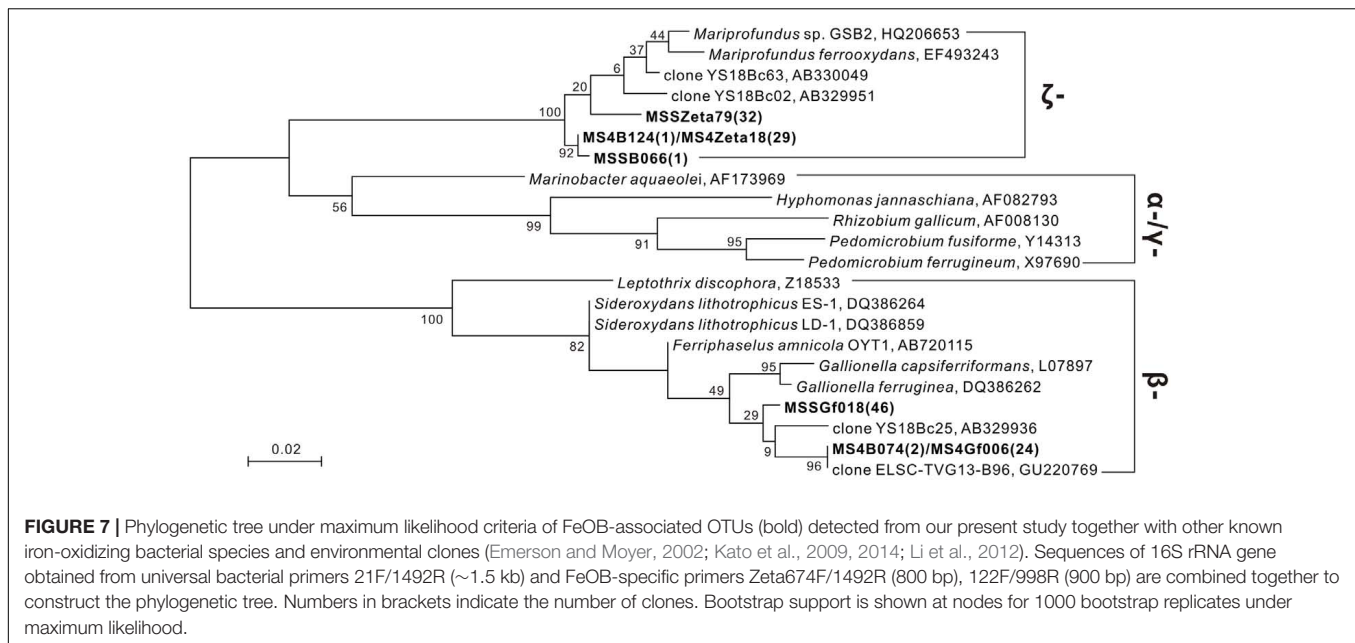 Mariprofundus sp. GSB2, HQ206653
44
Mariprofundus ferrooxydans, EF493243
37
clone YS18Bc63, AB330049
6
clone YS18Bc02, AB329951
20
MSSZeta79(32)
100
MS4B124(1)/MS4Zeta18(29)
92
MSSB066(1)
ζ-
Marinobacter aquaeolei, AF173969
56
Hyphomonas jannaschiana, AF082793
99
Rhizobium gallicum, AF008130
91
95
Pedomicrobium fusiforme, Y14313
Pedomicrobium ferrugineum, X97690
α-/γ-
Leptothrix discophora, Z18533
100
Sideroxydans lithotrophicus ES-1, DQ386264
Sideroxydans lithotrophicus LD-1, DQ386859
82
Ferriphaselus amnicola OYT1, AB720115
Gallionella capsiferriformans, L07897
95
Gallionella ferruginea, DQ386262
49
MSSGf018(46)
29
clone YS18Bc25, AB329936
9
MS4B074(2)/MS4Gf006(24)
96
clone ELSC-TVG13-B96, GU220769
β-
0.02
FIGURE 7 | Phylogenetic tree under maximum likelihood criteria of FeOB-associated OTUs (bold) detected from our present study together with other known
iron-oxidizing bacterial species and environmental clones (Emerson and Moyer, 2002; Kato et al., 2009, 2014; Li et al., 2012). Sequences of 16S rRNA gene
obtained from universal bacterial primers 21F/1492R (~1.5 kb) and FeOB-specific primers Zeta674F/1492R (800 bp), 122F/998R (900 bp) are combined together to
construct the phylogenetic tree. Numbers in brackets indicate the number of clones. Bootstrap support is shown at nodes for 1000 bootstrap replicates under
maximum likelihood.